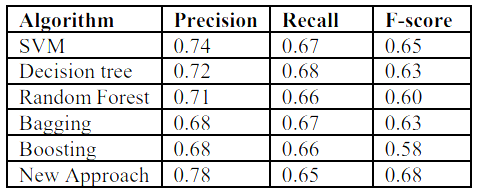 Algorithm Precision Recall F-score
SVM 0.74 0.67 0.65
Decision tree 0.72 0.68 0.63
Random Forest 0.71 0.66 0.60
Bagging 0.68 0.67 0.63
Boosting 0.68 0.66 0.58
New Approach 0.78 0.65 0.68